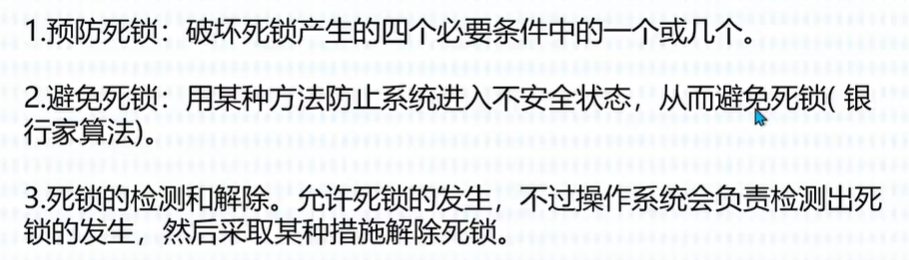 1.预防死锁：破坏死锁产生的四个必要条件中的一个或几个。
2.避免死锁：用某种方法防止系统进入不安全状态，从而避免死锁( 银
行家算法)。
3.死锁的检测和解除。允许死锁的发生，不过操作系统会负责检测出死
锁的发生，然后采取某种措施解除死锁。